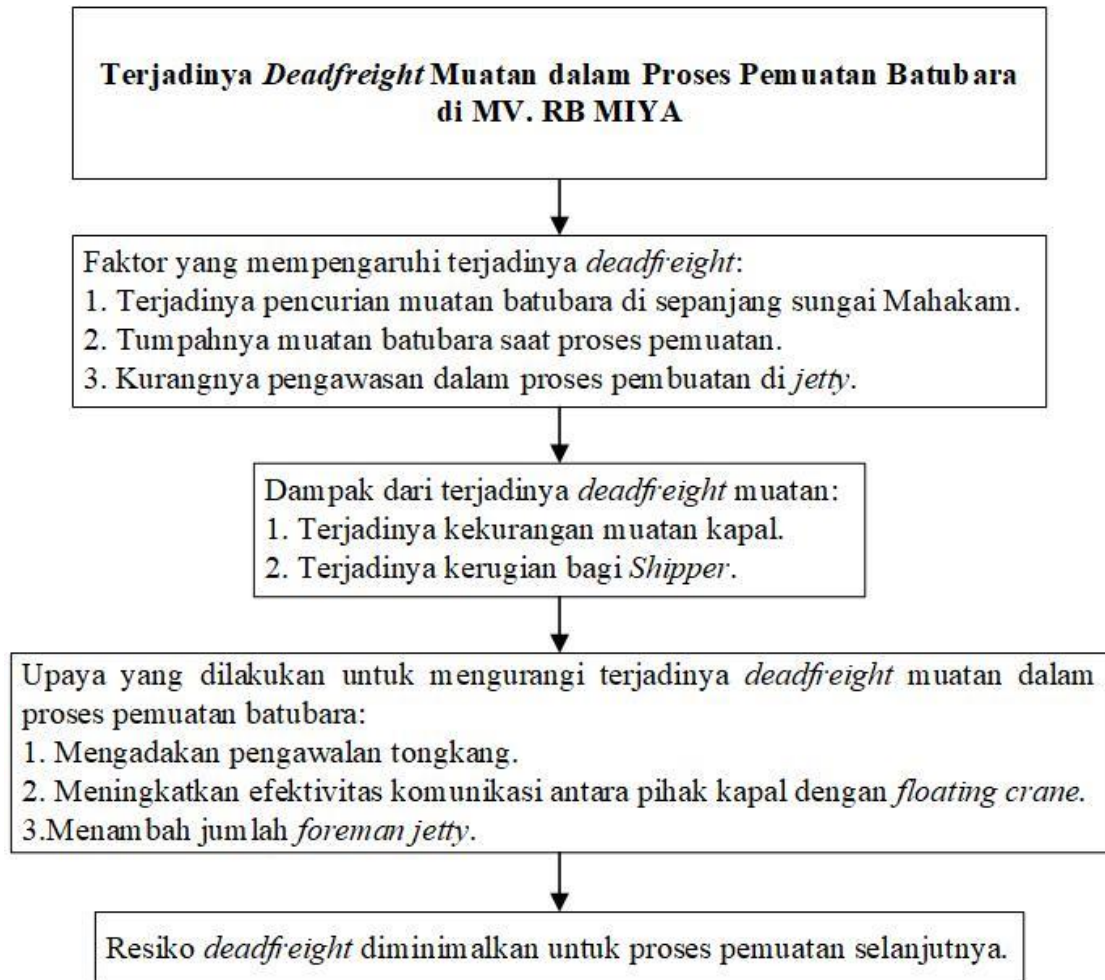 Terjadinya Deadfreight Muatan dalam Proses Pemuatan Batubara
di MV. RB MIYA
Faktor yang mempengaruhi terjadinya deadfreight:
1. Terjadinya pencurian muatan batubara di sepanjang sungai Mahakam.
2. Tumpahnya muatan batubara saat proses pemuatan.
3. Kurangnya pengawasan dalam proses pembuatan di jetty.
Dampak dari terjadinya deadfreight muatan:
1. Terjadinya kekurangan muatan kapal.
2. Terjadinya kerugian bagi Shipper.
Upaya yang dilakukan untuk mengurangi terjadinya deadfreight muatan dalam
proses pemuatan batubara:
1. Mengadakan pengawalan tongkang.
2. Meningkatkan efektivitas komunikasi antara pihak kapal dengan floating crane.
3.Menambah jumlah foreman jetty.
Resiko deadfreight diminimalkan untuk proses pemuatan selanjutnya.